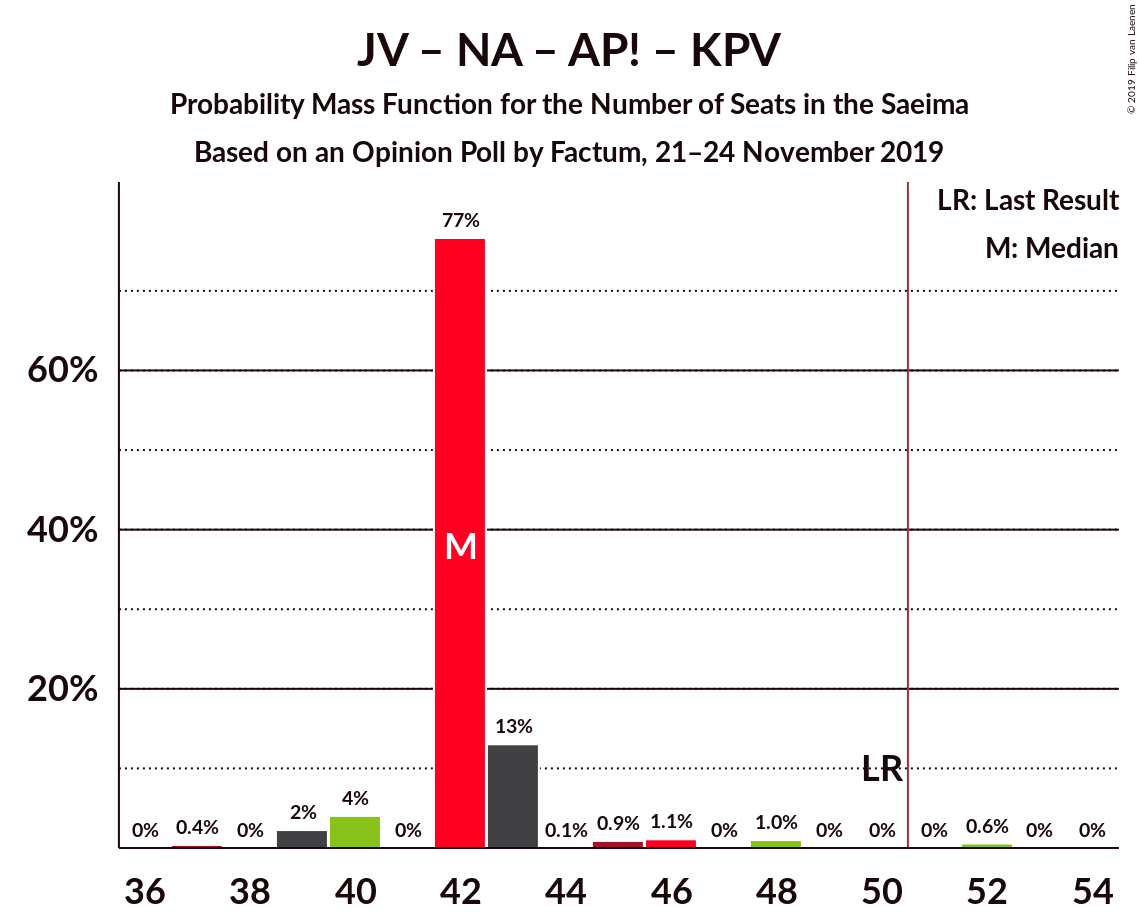 JV – NA – AP! – KPV
Probability Mass Function for the Number of Seats in the Saeima
Based on an Opinion Poll by Factum, 21–24 November 2019
© 2019 Filip van Laenen
LR: Last Result
M: Median
60%
40%
20%
0%
0.4%
0%
2%
4%
0%
77%
13%
0.1%
0.9%
1.1%
0%
1.0%
0%
0%
0%
0.6%
0%
0%
M
LR
36 38 40 42 44 46 48 50 52 54